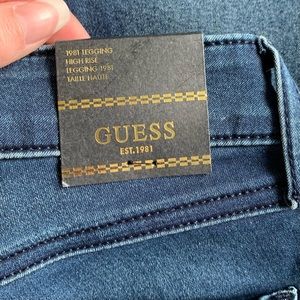 1981 LEGGING
HIGH RISE
LEGGING 1981
TAILLE HAUTE
GUESS
EST.1981